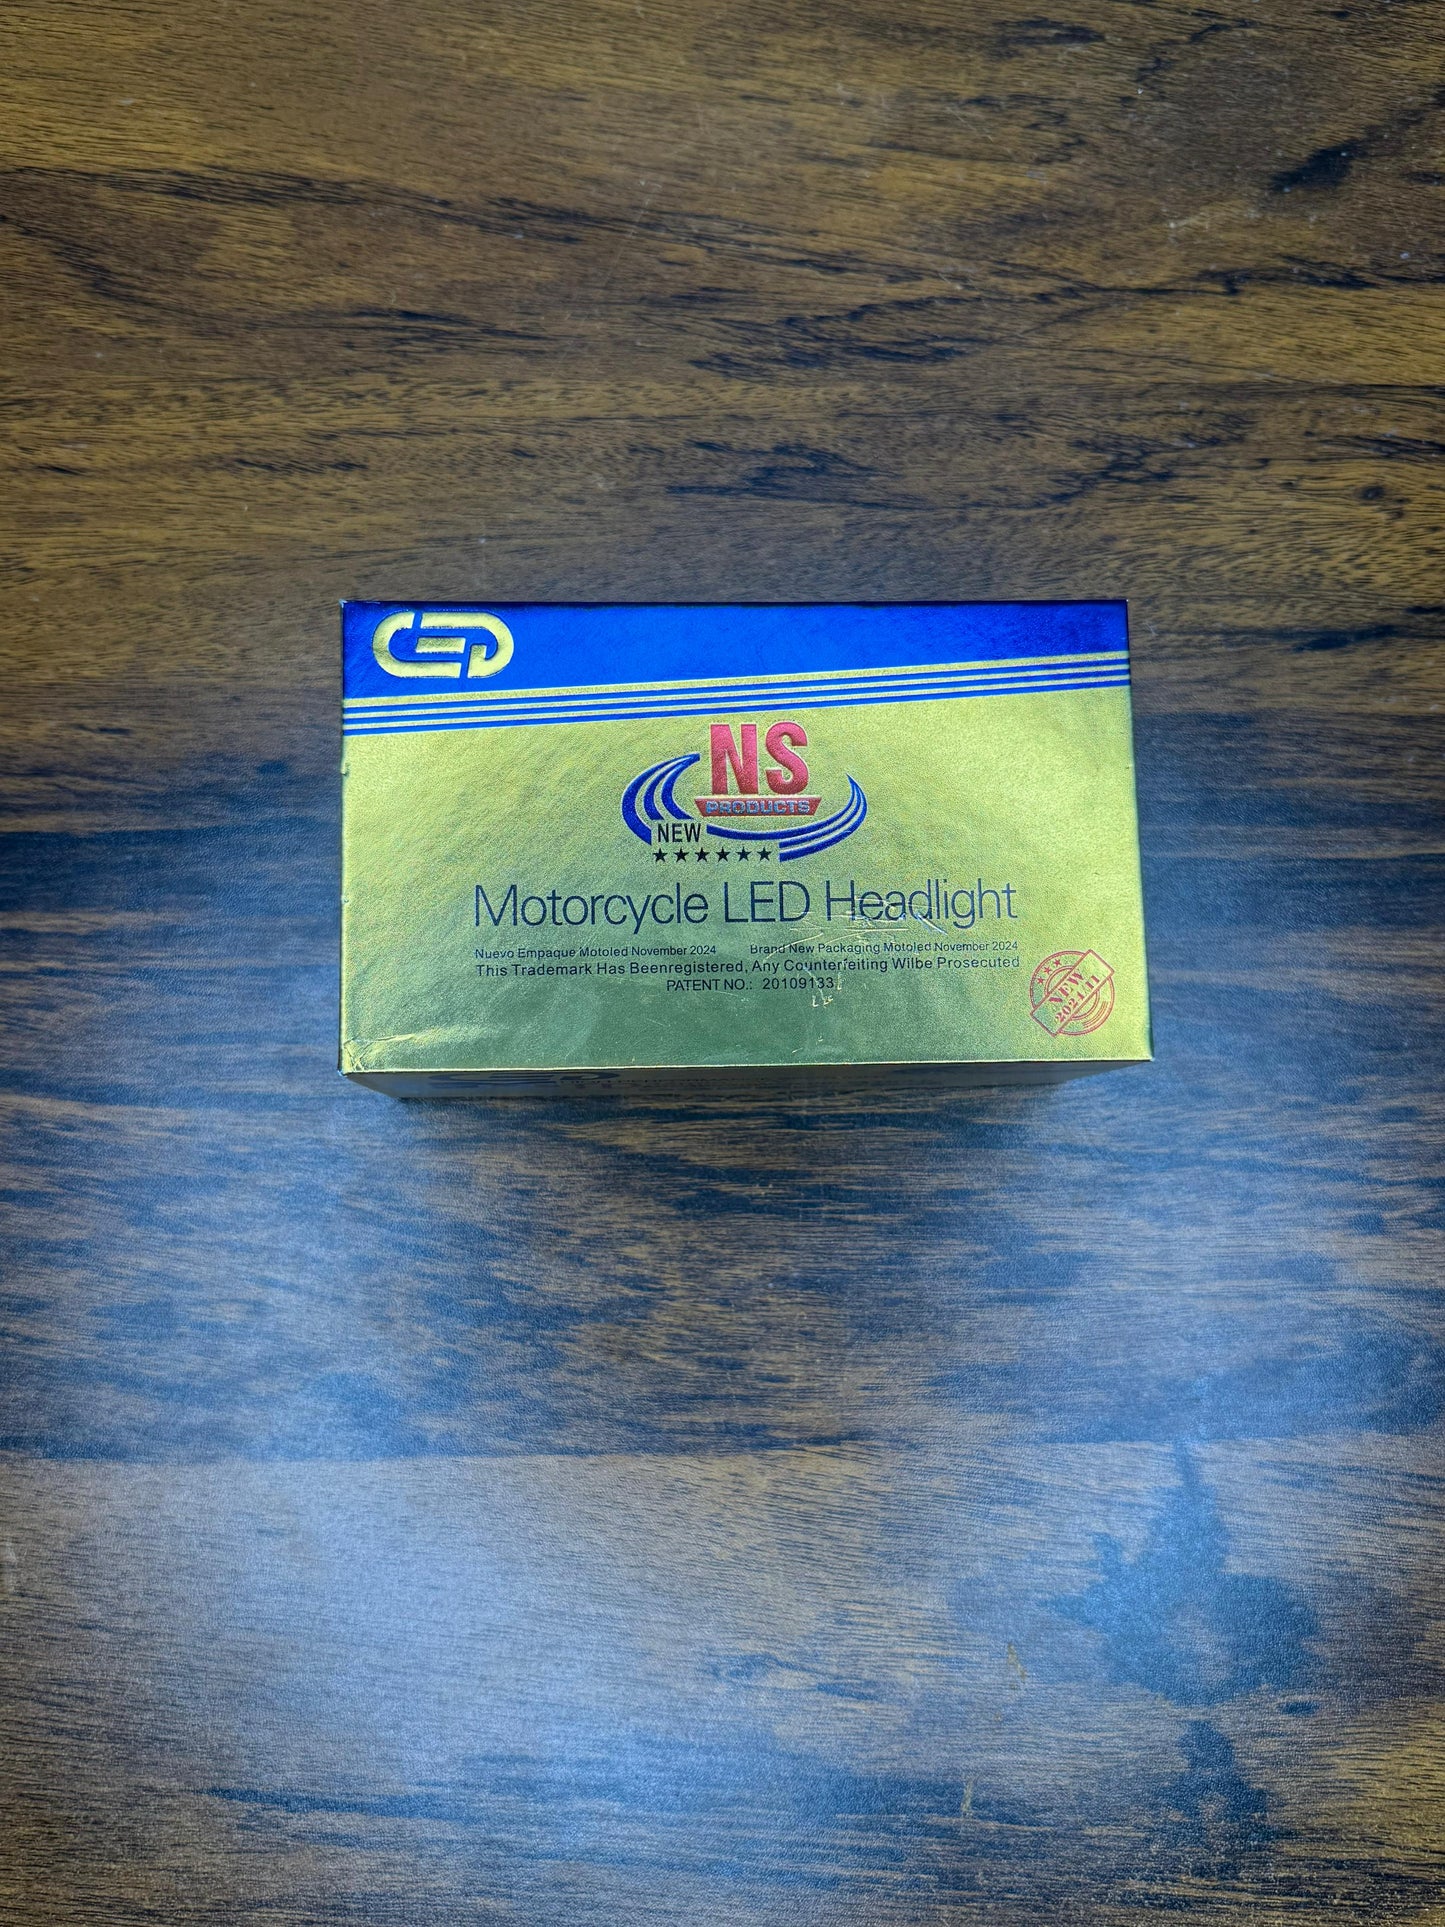 LED
NS
PRODUCTS
NEW
★★★★★★
Motorcycle LED Headlight
Nuevo Empaque Motoled November 2024 Brand New Packaging Motoled November 2024
This Trademark Has Beenregistered, Any Counterfeiting Wilbe Prosecuted
PATENT NO.: 20109133
NEW
2024/11